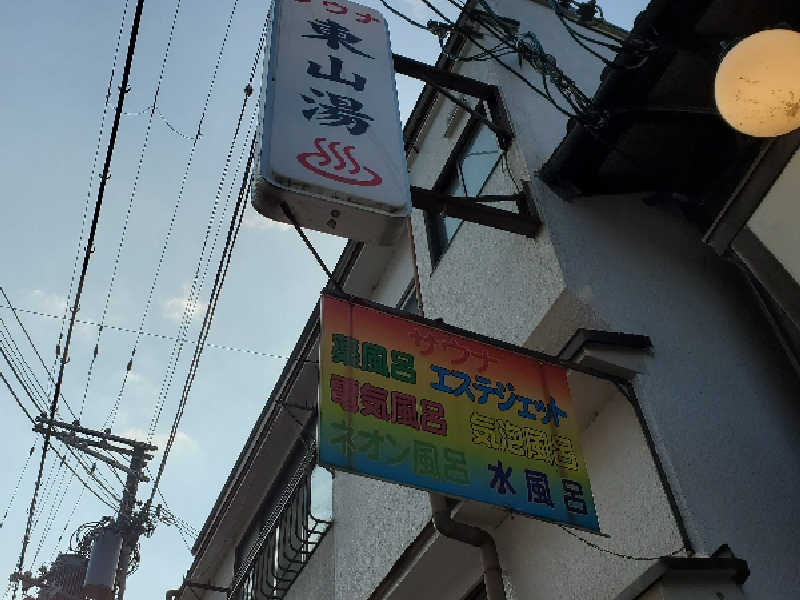 サウナ
東山湯
サウナ
薬風呂 エステジェット
電気風呂 気泡風呂
ネオン風呂 水風呂